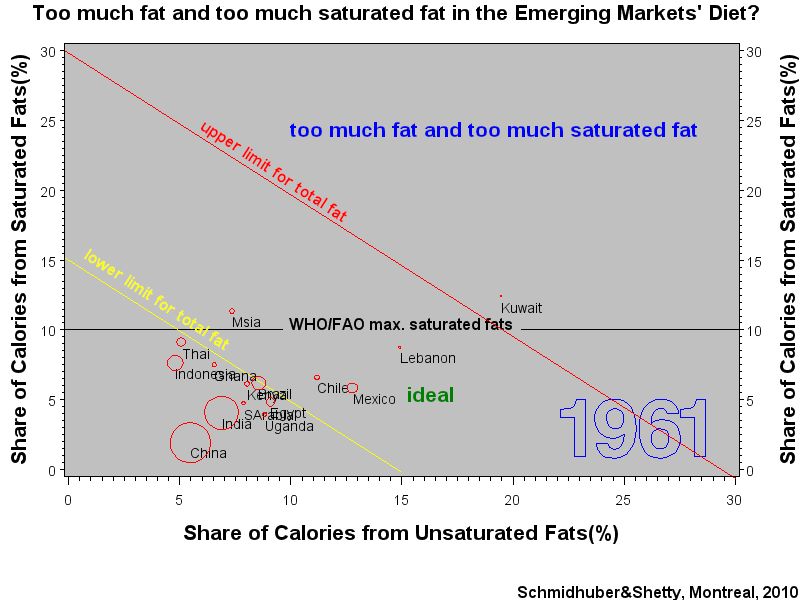 Too much fat and too much saturated fat in the Emerging Markets' Diet?
Share of Calories from Saturated Fats(%)
Share of Calories from Saturated Fats(%)
30
30
25
25
20
20
15
15
10
10
5
5
0
0
too much fat and too much saturated fat
upper limit for total fat
lower limit for total fat
Kuwait
Msia
WHO/FAO max. saturated fats
Thai
Lebanon
Indonesia
Ghana
Chile
Kenya
Brazil
Mexico
ideal
SArabia
Egypt
India
Uganda
China
1961
0
5
10
15
20
25
30
Share of Calories from Unsaturated Fats(%)
Schmidhuber&Shetty, Montreal, 2010